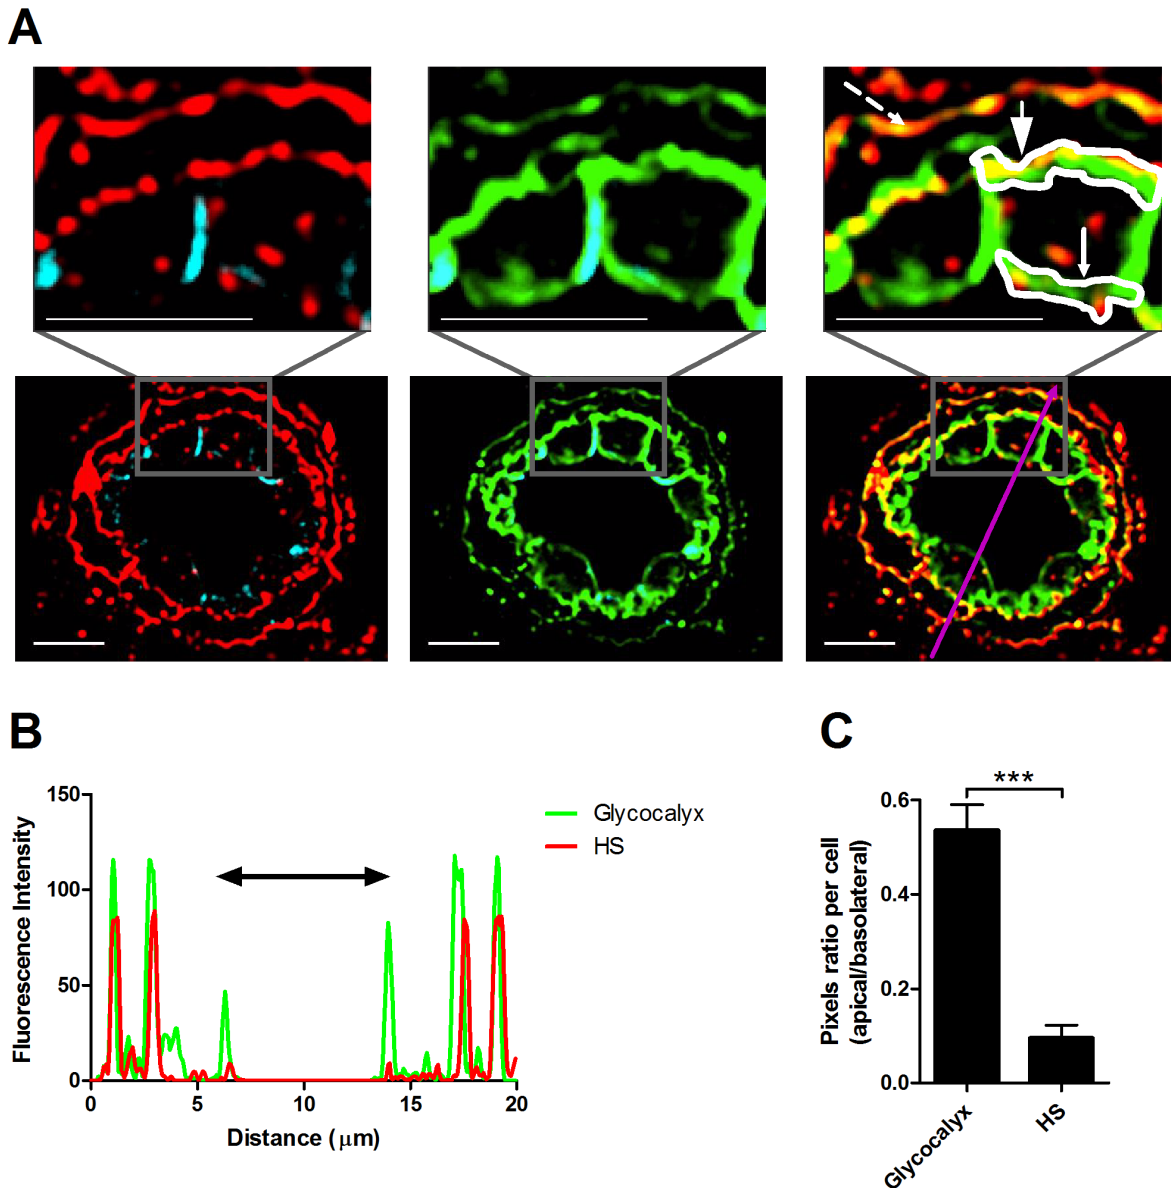 A
B
150
100
50
0
0
5
10
15
20
Fluorescence Intensity
Distance (μm)
Glycocalyx
HS
C
***
0.6
0.4
0.2
0.0
Pixels ratio per cell
(apical/basolateral)
Glycocalyx
HS